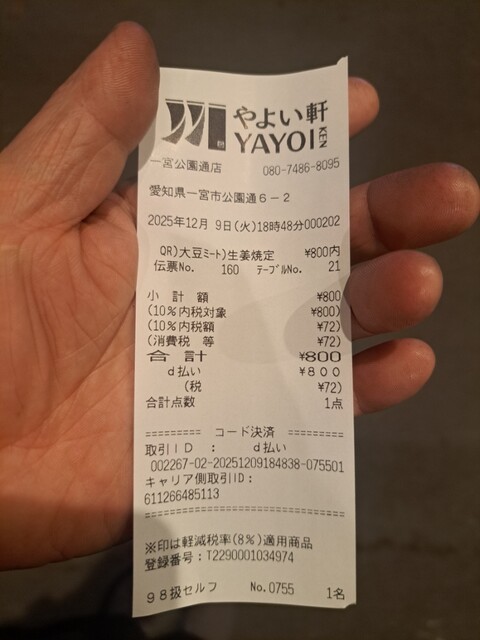 やよい軒
YAYOI KEN
一宮公園通店 080-7486-8095
愛知県一宮市公園通6-2
2025年12月 9日(火)18時48分000202
QR)大豆ミート)生姜焼定 ¥800内
伝票No. 160 テーブルNo. 21
小 計 額 ¥800
(10%内税対象 ¥800)
(10%内税額 ¥72)
(消費税 等 ¥72)
合 計 ¥800
d払い ¥800
(税 ¥72)
合計点数 1点
========= コード決済 =========
取引ID : d払い
002267-02-20251209184838-075501
キャリア側取引ID:
611266485113
※印は軽減税率(8%)適用商品
登録番号:T2290001034974
98扱セルフ No.0755 1名